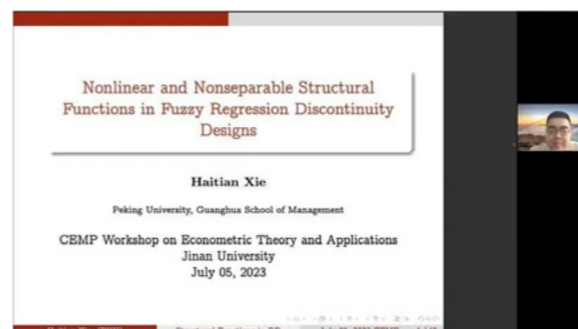 Nonlinear and Nonseparable Structural
Functions in Fuzzy Regression Discontinuity
Designs
Haitian Xie
Peking University, Guanghua School of Management
CEMP Workshop on Econometric Theory and Applications
Jinan University
July 05, 2023